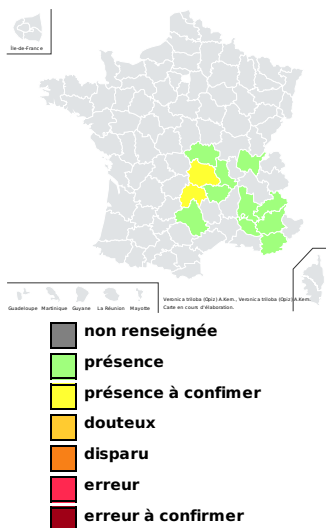 Île-de-France
Guadeloupe Martinique Guyane La Réunion Mayotte
Veronica triloba (Opiz) A.Kern., Veronica triloba (Opiz) A.Kern.
Carte en cours d'élaboration.
non renseignée
présence
présence à confimer
douteux
disparu
erreur
erreur à confirmer